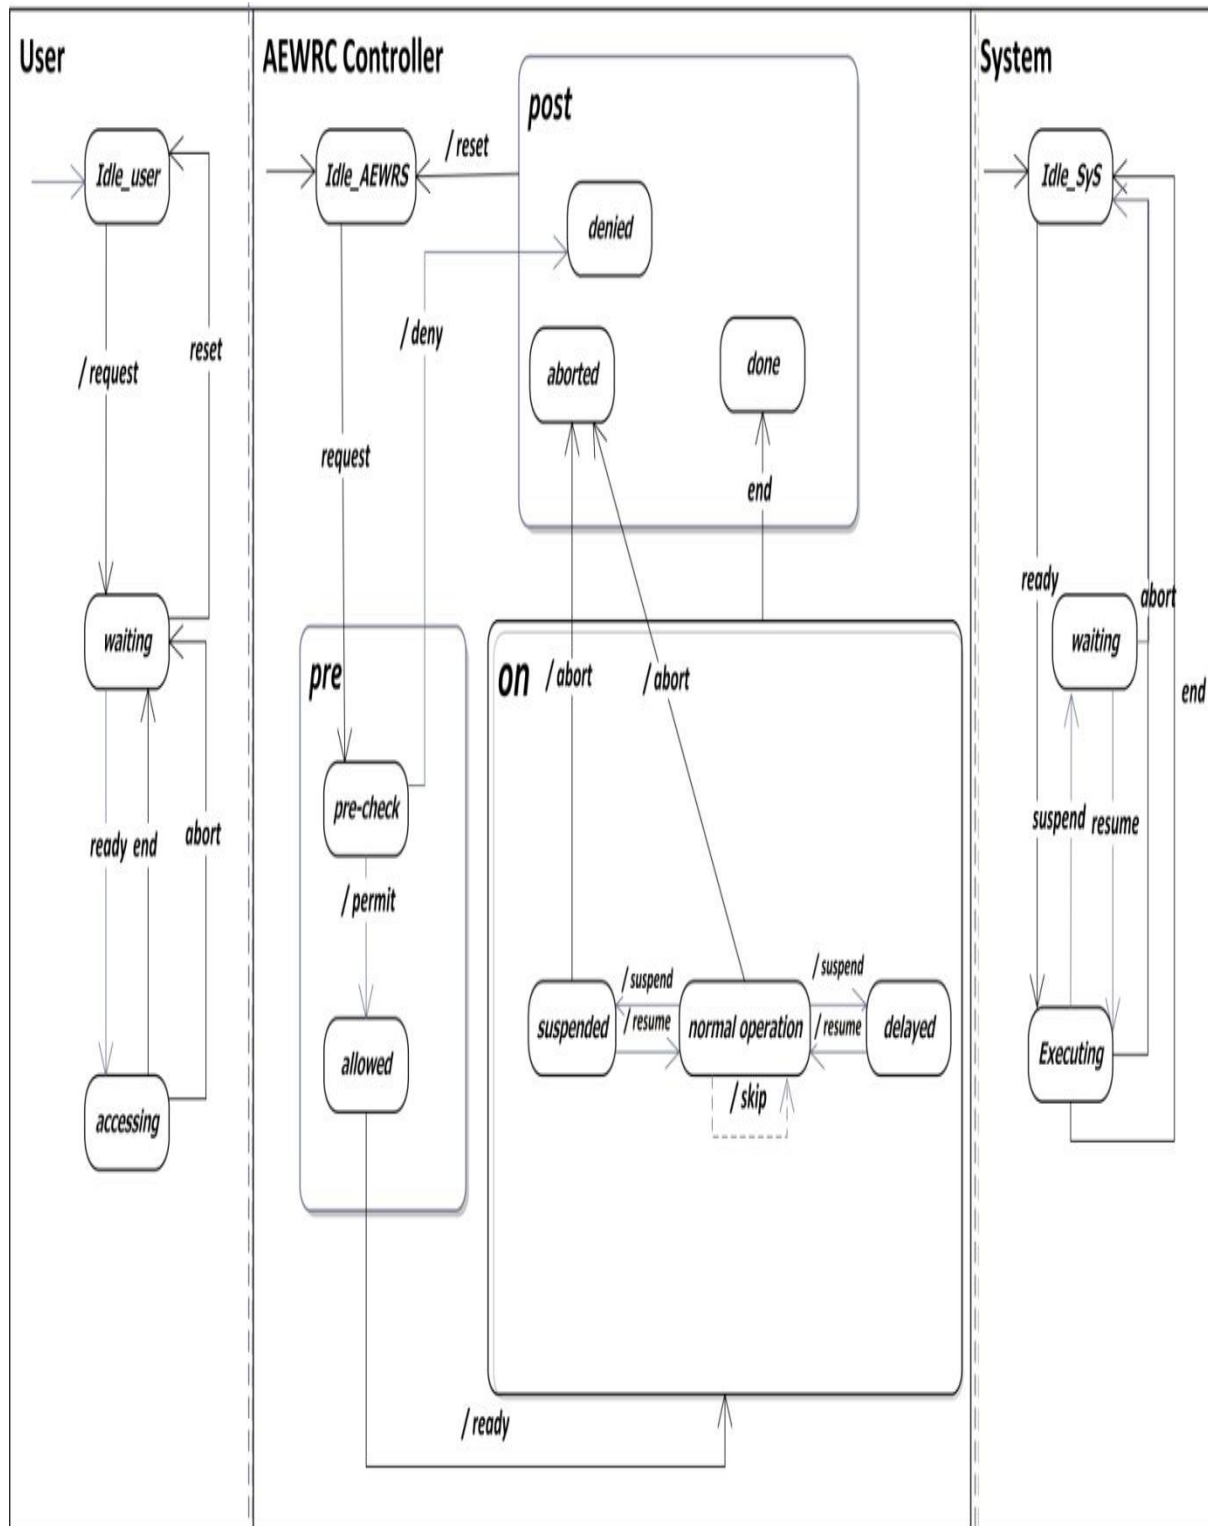 User
Idle_user
/ request
reset
waiting
ready
end
abort
accessing
AEWRC Controller
Idle_AEWRS
/ reset
request
/ deny
post
denied
aborted
done
end
pre
pre-check
/ permit
allowed
/ ready
on
/ abort
/ abort
suspended
/ suspend
/ resume
normal operation
/ suspend
/ resume
delayed
/ skip
System
Idle_SyS
ready
waiting
abort
end
suspend
resume
Executing